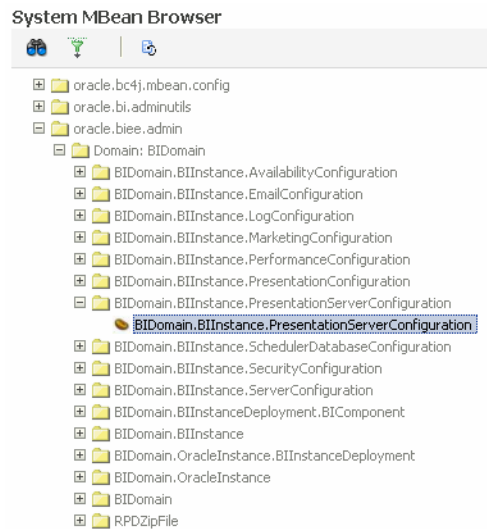 System MBean Browser
oracle.bc4j.mbean.config
oracle.bi.adminutils
oracle.biee.admin
Domain: BIDomain
BIDomain.BIInstance.AvailabilityConfiguration
BIDomain.BIInstance.EmailConfiguration
BIDomain.BIInstance.LogConfiguration
BIDomain.BIInstance.MarketingConfiguration
BIDomain.BIInstance.PerformanceConfiguration
BIDomain.BIInstance.PresentationConfiguration
BIDomain.BIInstance.PresentationServerConfiguration
BIDomain.BIInstance.PresentationServerConfiguration
BIDomain.BIInstance.SchedulerDatabaseConfiguration
BIDomain.BIInstance.SecurityConfiguration
BIDomain.BIInstance.ServerConfiguration
BIDomain.BIInstanceDeployment.BIComponent
BIDomain.BIInstance
BIDomain.OracleInstance.BIInstanceDeployment
BIDomain.OracleInstance
BIDomain
RPDZipFile